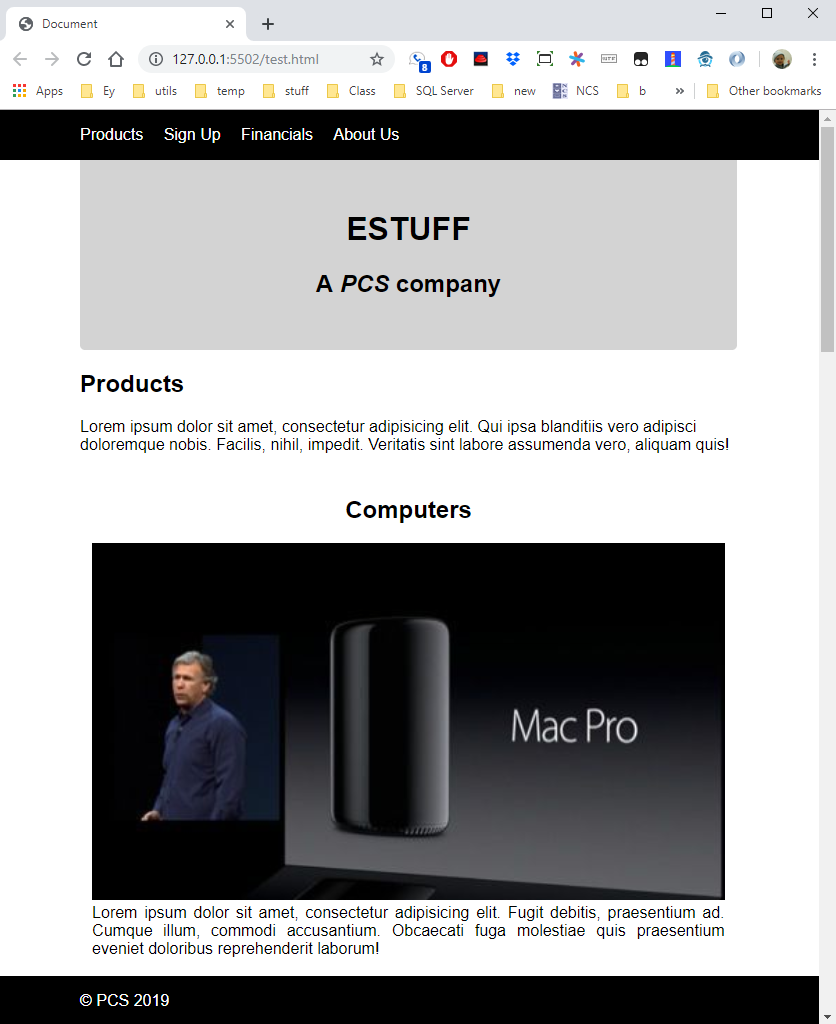 Document
127.0.0.1:5502/test.html
8
Apps Ey utils temp stuff Class SQL Server new NCS b » Other bookmarks
Products Sign Up Financials About Us
ESTUFF
A PCS company
Products
Lorem ipsum dolor sit amet, consectetur adipisicing elit. Qui ipsa blanditiis vero adipisci
doloremque nobis. Facilis, nihil, impedit. Veritatis sint labore assumenda vero, aliquam quis!
Computers
Mac Pro
Lorem ipsum dolor sit amet, consectetur adipisicing elit. Fugit debitis, praesentium ad.
Cumque illum, commodi accusantium. Obcaecati fuga molestiae quis praesentium
eveniet doloribus reprehenderit laborum!
© PCS 2019